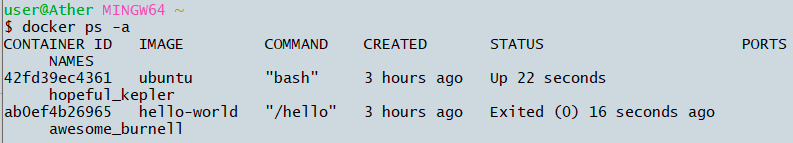 user@Ather MINGW64 ~
$ docker ps -a
CONTAINER ID   IMAGE         COMMAND    CREATED       STATUS                      PORTS
     NAMES
42fd39ec4361   ubuntu        "bash"     3 hours ago   Up 22 seconds
     hopeful_kepler
ab0ef4b26965   hello-world   "/hello"   3 hours ago   Exited (0) 16 seconds ago
     awesome_burnell